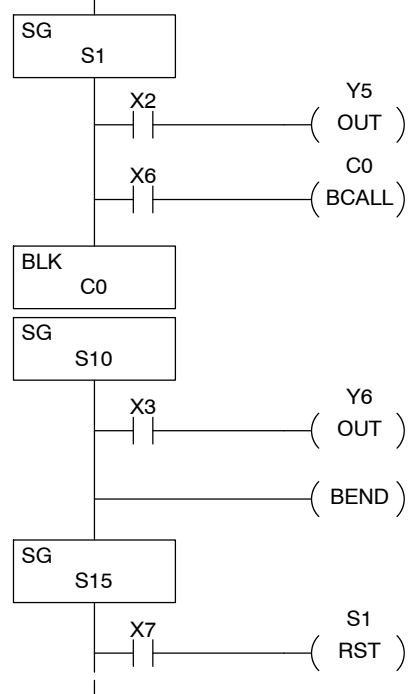 SG
S1
X2
Y5
OUT
X6
C0
BCALL
BLK
C0
SG
S10
X3
Y6
OUT
BEND
SG
S15
X7
S1
RST